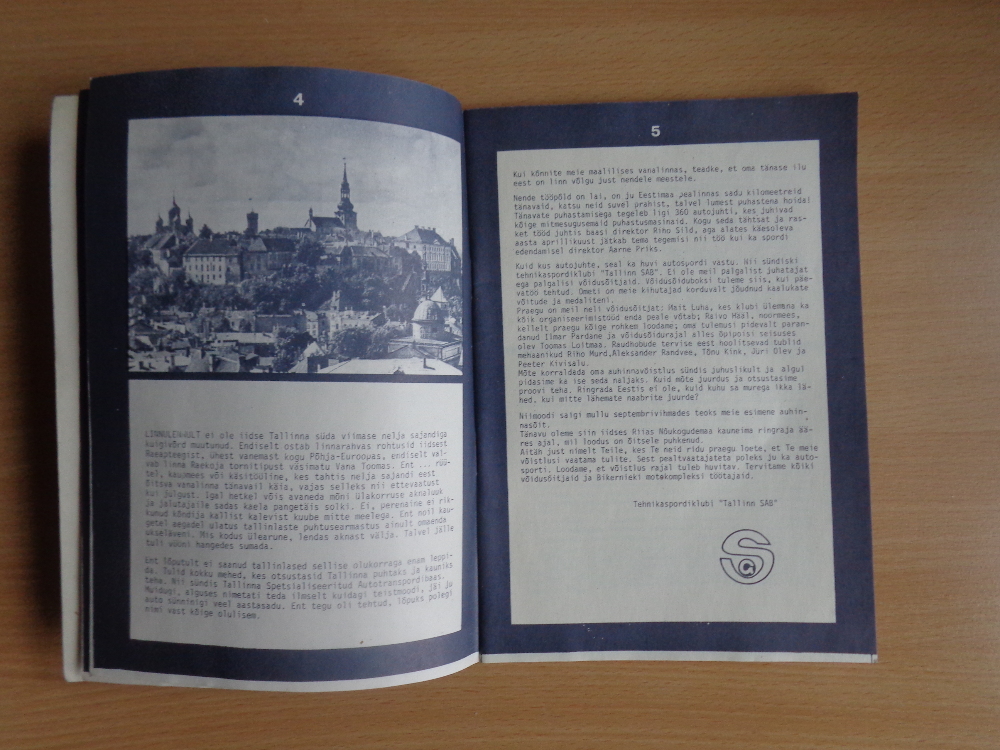 4
LINNULENNULT ei ole iidse Tallinna süda viimase nelja sajandiga
kuigivõrd muutunud. Endiselt ostab linnarahvas rohtusid iidsest
Raeapteegist, ühest vanemast kogu Põhja-Euroopas, endiselt val-
vab linna Raekoja tornitipust väsimatu Vana Toomas. Ent ... rüü-
tel, kaupmees või käsitööline, kes tahtis nelja sajandi eest
õitsva vanalinna tänavail käia, vajas selleks nii ettevaatust
kui julgust. Igal hetkel võis avaneda mõni ülakorruse aknaluuk
ja jalutajaile sadas kaela pangetäis solki. Ei, perenaine ei rik-
kunud kõndija kallist kalevist kuube mitte meelega. Ent noil kau-
getel aegadel ulatus tallinlaste puhtusearmastus ainult omaenda
ukseläveni. Mis kodus ülearune, lendas aknast välja. Talvel jälle
tuli vööni hangedes sumada.
Ent lõputult ei saanud tallinlased sellise olukorraga enam leppi-
da. Tulid kokku mehed, kes otsustasid Tallinna puhtaks ja kaunika
teha. Nii sündis Tallinna Spetsialiseeritud Autotranspordibaas.
Muidugi, alguses nimetati teda ilmselt kuidagi teistmoodi, jäi ju
auto sünninigi veel aastasadu. Ent tegu oli tehtud, lõpuks polegi
nimi vast kõige olulisem.
5
Kui kõnnite meie maalilises vanalinnas, teadke, et oma tänase ilu
eest on linn võlgu just nendele meestele.
Nende tööpõld on lai, on ju Eestimaa pealinnas sadu kilomeetreid
tänavaid, katsu neid suvel prahist, talvel lumest puhastena hoida!
Tänavate puhastamisega tegeleb ligi 360 autojuhti, kes juhivad
kõige mitmesugusemaid puhastusmasinaid. Kogu seda tähtsat ja ras-
ket tööd juhtis baasi direktor Riho Sild, aga alates käesoleva
aasta aprillikuust jätkab tema tegemisi nii töö kui ka spordi
edendamisel direktor Aarne Priks.
Kuid kus autojuhte, seal ka huvi autospordi vastu. Nii sündiski
tehnikaspordiklubi "Tallinn SAB". Ei ole meil palgalist juhatajat
ega palgalisi võidusõitjaid. Võidusõiduboksi tuleme siis, kui päe-
vatöö tehtud. Ometi on meie kihutajad korduvalt jõudnud kaalukate
võitude ja medaliteni.
Praegu on meil neli võidusõitjat: Mait Luha, kes klubi ülemana ka
kõik organiseerimistööd enda peale võtab; Raivo Hääl, noormees,
kellelt praegu kõige rohkem loodame; oma tulemusi pidevalt paran-
danud Ilmar Pärdane ja võidusõidurajal alles õpipoisi seisuses
olev Toomas Loitmaa. Raudhobude tervise eest hoolitsevad tublid
mehaanikud Riho Murd,Aleksander Randvee, Tõnu Kink, Jüri Olev ja
Peeter Kivisalu.
Mõte korraldada oma auhinnavõistlus sündis juhuslikult ja algul
pidasime ka ise seda naljaks. Kuid mõte juurdus ja otsustasime
proovi teha. Ringrada Eestis ei ole, kuid kuhu sa murega ikka lä-
hed, kui mitte lähemate naabrite juurde?
Niimoodi saigi mullu septembrivihmades teoks meie esimene auhin-
nasõit.
Tänavu oleme siin iidses Riias Nõukogudemaa kauneima ringraja ää-
res ajal, mil loodus on õitsele puhkenud.
Aitäh just nimelt Teile, kes Te neid ridu praegu loete, et Te meie
võistlusi vaatama tulite. Sest pealtvaatajateta poleks ju ka auto-
sporti. Loodame, et võistlus rajal tuleb huvitav. Tervitame kõiki
võidusõitjaid ja Bikernieki motokompleksi töötajaid.
Tehnikaspordiklubi "Tallinn SAB"